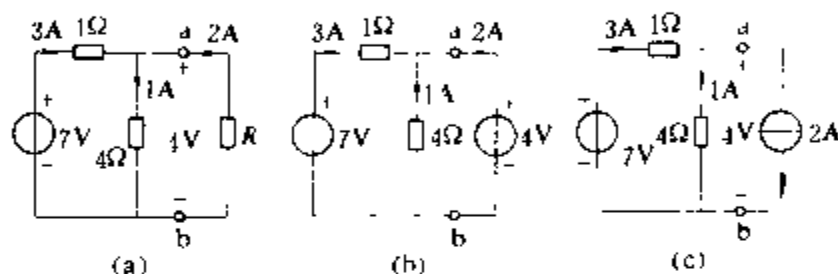 3A 1Ω a 2A
+
1A
+ 7V - 4Ω 4V R
-
b
(a)
3A 1Ω a 2A
1A
+ 7V 4Ω + 4V -
b
(b)
3A 1Ω a
1A
7V 4Ω 4V 2A
-
b
(c)